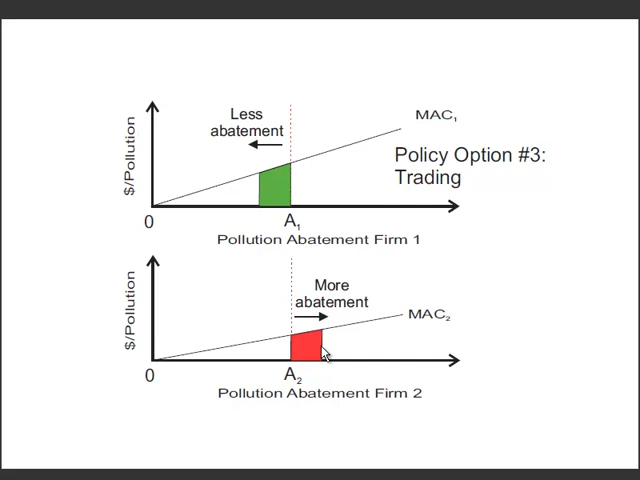 Less
abatement
MAC₁
$/Pollution
Policy Option #3:
Trading
0
A₁
Pollution Abatement Firm 1
More
abatement
MAC₂
$/Pollution
0
A₂
Pollution Abatement Firm 2